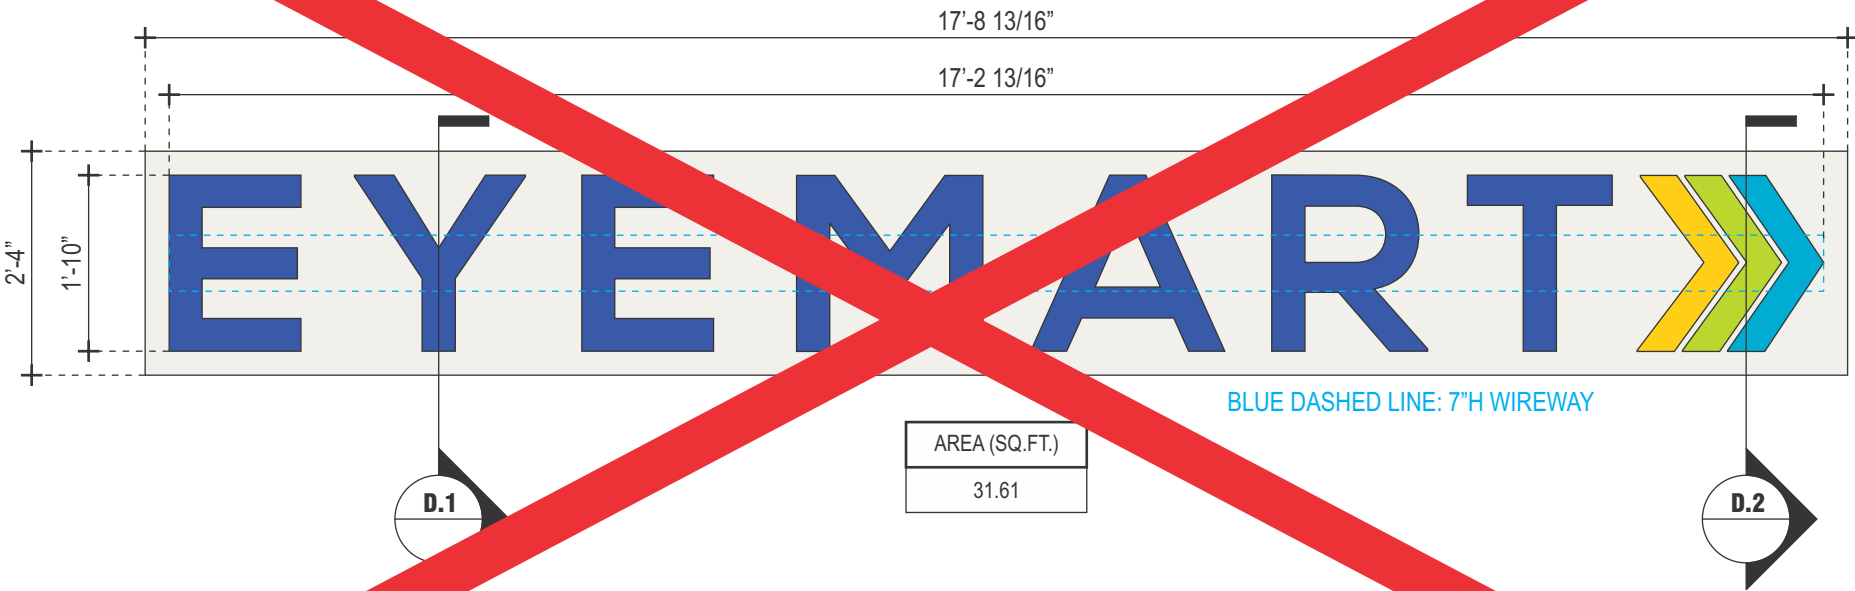 17’-8 13/16”
17’-2 13/16”
2’-4”
1’-10”
EYEMART
BLUE DASHED LINE: 7”H WIREWAY
AREA (SQ.FT.)
31.61
D.1
D.2